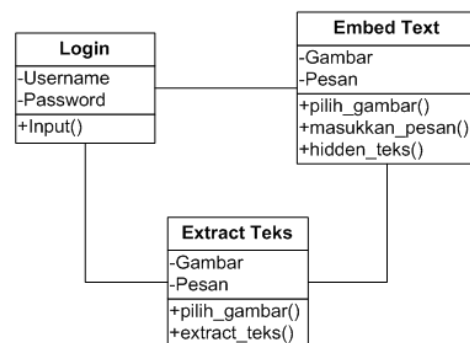 Login
-Username
-Password
+Input()
Embed Text
-Gambar
-Pesan
+pilih_gambar()
+masukkan_pesan()
+hidden_teks()
Extract Teks
-Gambar
-Pesan
+pilih_gambar()
+extract_teks()